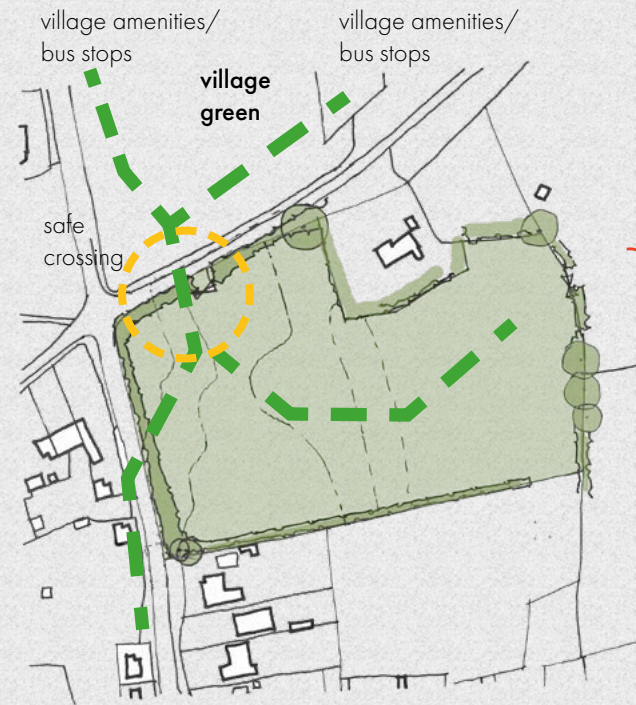 village amenities/
bus stops
village amenities/
bus stops
village
green
safe
crossing